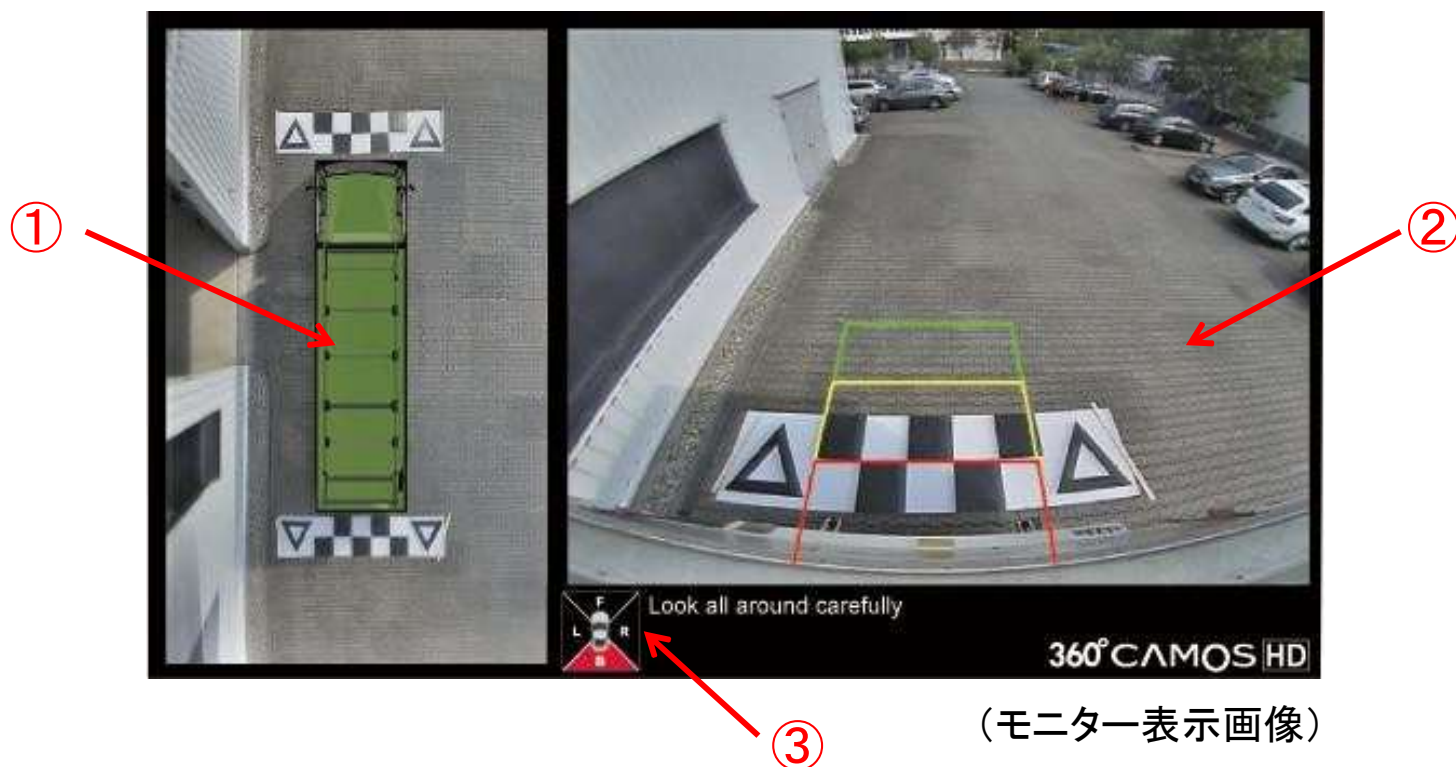 ①
②
F
L R
B
Look all around carefully
360°CAMOS HD
③
（モニター表示画像）